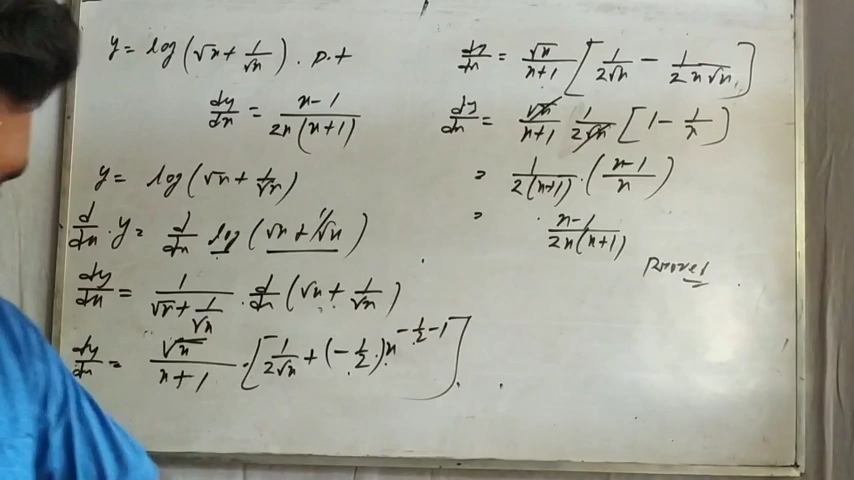 y = log(√x + 1/√x) . p.t
dy/dx = x-1/2x(x+1)
y = log(√x + 1/√x)
d/dx . y = d/dx log(√x + 1/√x)
dy/dx = 1/(√x + 1/√x) . d/dx (√x + 1/√x)
dy/dx = √x/x+1 . [1/2√x + (-1/2)x^(-1/2-1)]
dy/dx = √x/x+1 [1/2√x - 1/2x√x]
dy/dx = √x/x+1 1/2√x [1 - 1/x]
= 1/2(x+1) . (x-1/x)
= x-1/2x(x+1)
Proved